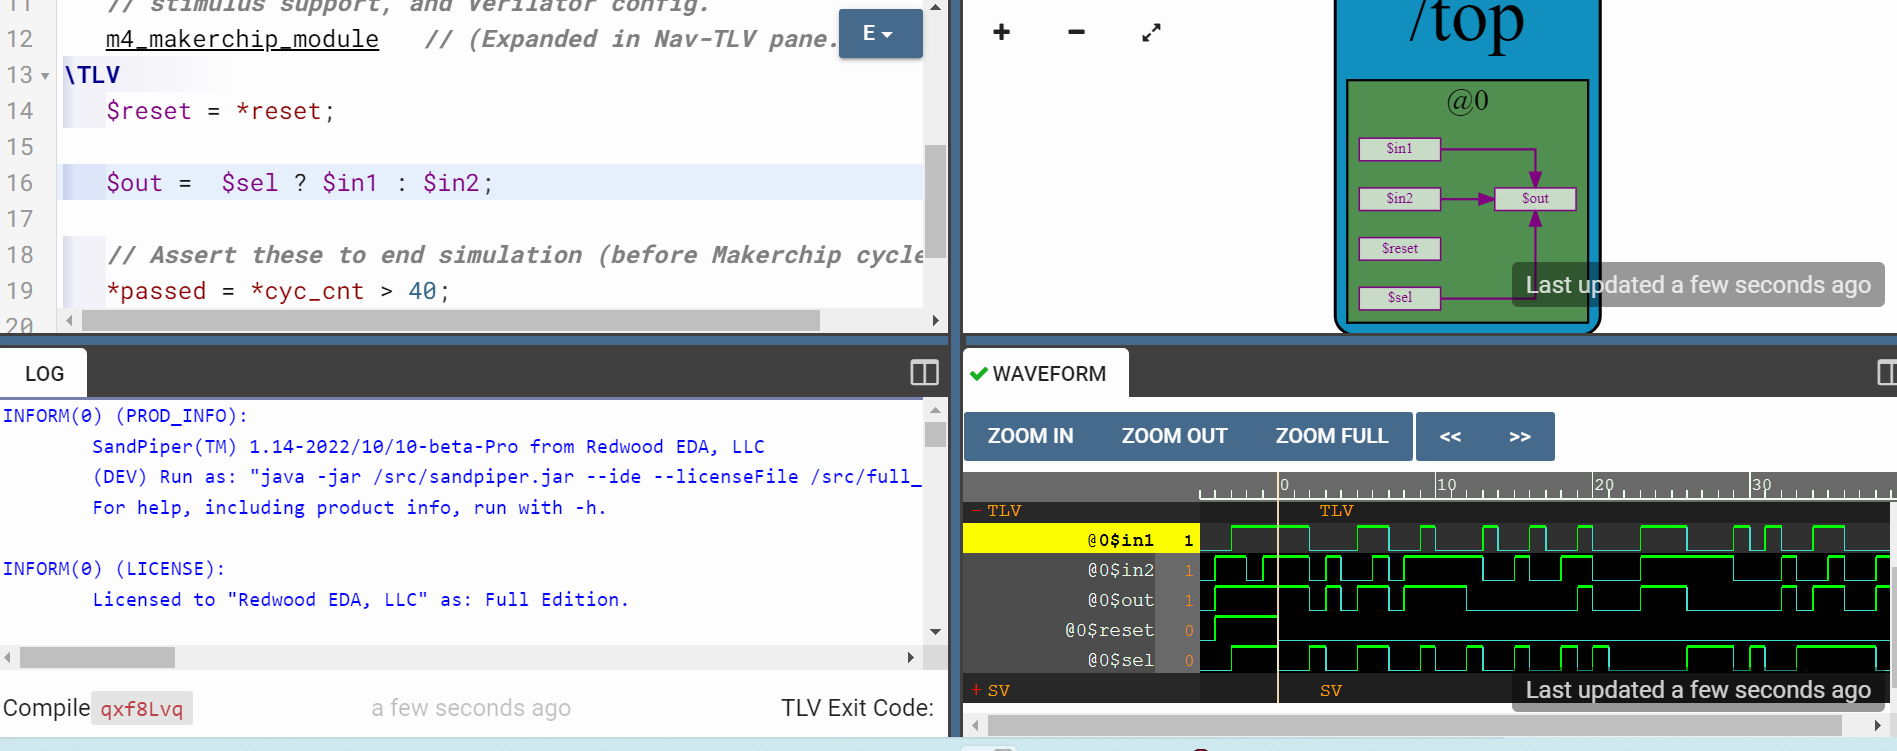 11 // stimulus support, and Verilator config.
12 m4_makerchip_module // (Expanded in Nav-TLV pane.
E
13 \TLV
14 $reset = *reset;
15
16 $out = $sel ? $in1 : $in2;
17
18 // Assert these to end simulation (before Makerchip cycle
19 *passed = *cyc_cnt > 40;
20
/top
@0
$in1
$in2
$out
$reset
$sel
Last updated a few seconds ago
LOG
INFORM(0) (PROD_INFO):
SandPiper(TM) 1.14-2022/10/10-beta-Pro from Redwood EDA, LLC
(DEV) Run as: "java -jar /src/sandpiper.jar --ide --licenseFile /src/full_
For help, including product info, run with -h.
INFORM(0) (LICENSE):
Licensed to "Redwood EDA, LLC" as: Full Edition.
Compile qxf8Lvq a few seconds ago TLV Exit Code:
WAVEFORM
ZOOM IN ZOOM OUT ZOOM FULL << >>
0 10 20 30
TLV TLV
@0$in1 1
@0$in2 1
@0$out 1
@0$reset 0
@0$sel 0
SV SV
Last updated a few seconds ago